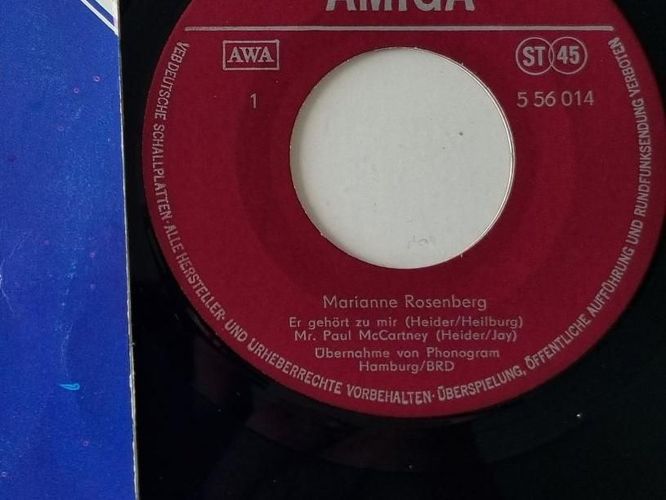 AMIGA
AWA
ST 45
1
5 56 014
Marianne Rosenberg
Er gehört zu mir (Heider/Heilburg)
Mr. Paul McCartney (Heider/Jay)
Übernahme von Phonogram
Hamburg/BRD
VEB DEUTSCHE SCHALLPLATTEN · ALLE HERSTELLER- UND URHEBERRECHTE VORBEHALTEN · ÜBERSPIELUNG, ÖFFENTLICHE AUFFÜHRUNG UND RUNDFUNKSENDUNG VERBOTEN